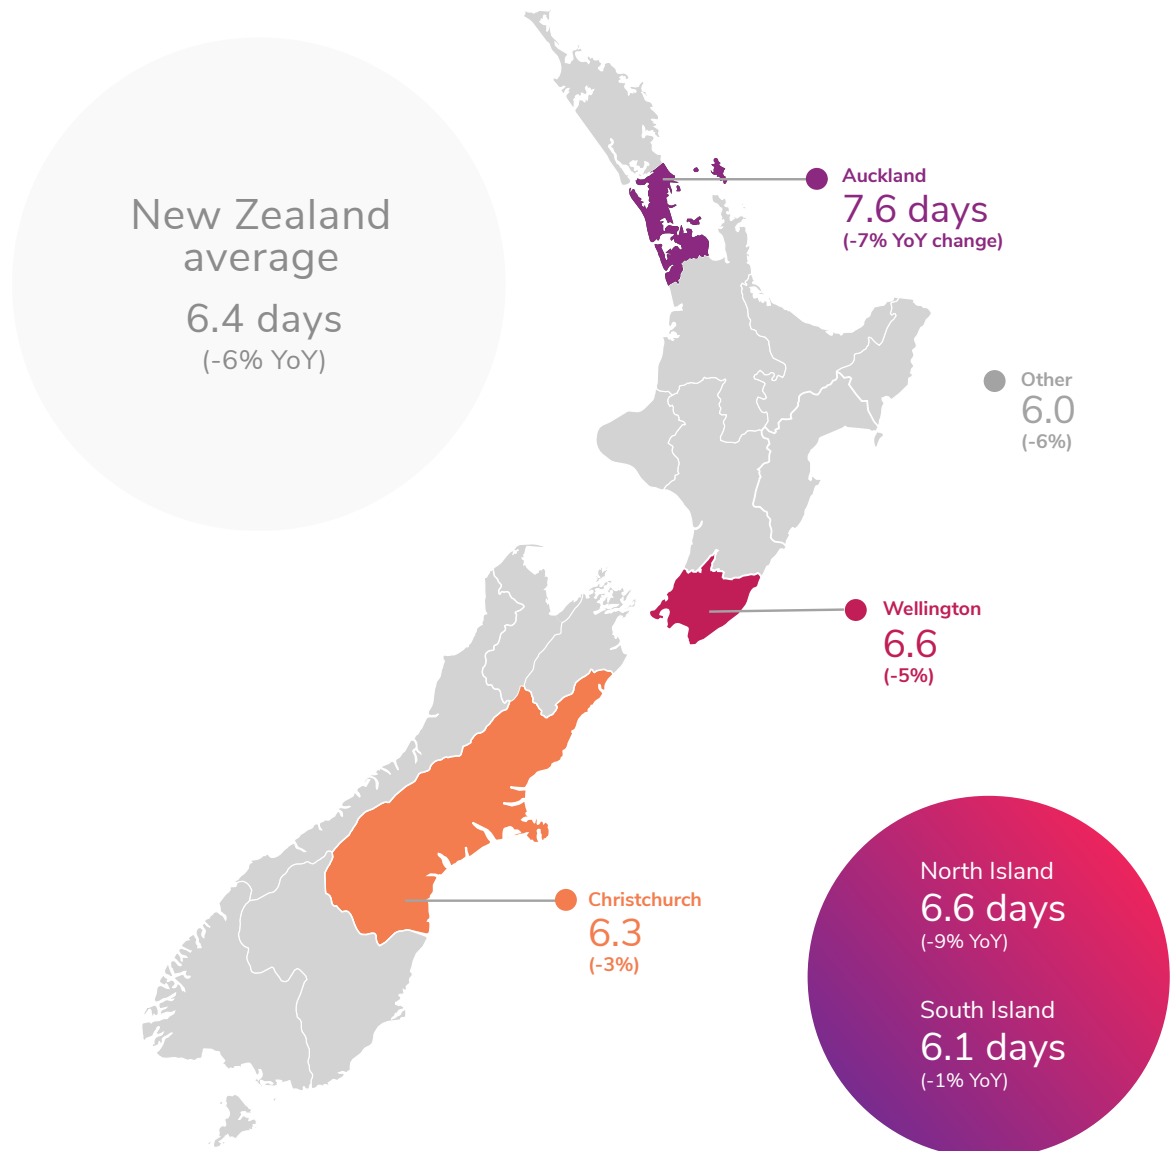 New Zealand
average
6.4 days
(-6% YoY)
Auckland
7.6 days
(-7% YoY change)
Other
6.0
(-6%)
Wellington
6.6
(-5%)
Christchurch
6.3
(-3%)
North Island
6.6 days
(-9% YoY)
South Island
6.1 days
(-1% YoY)